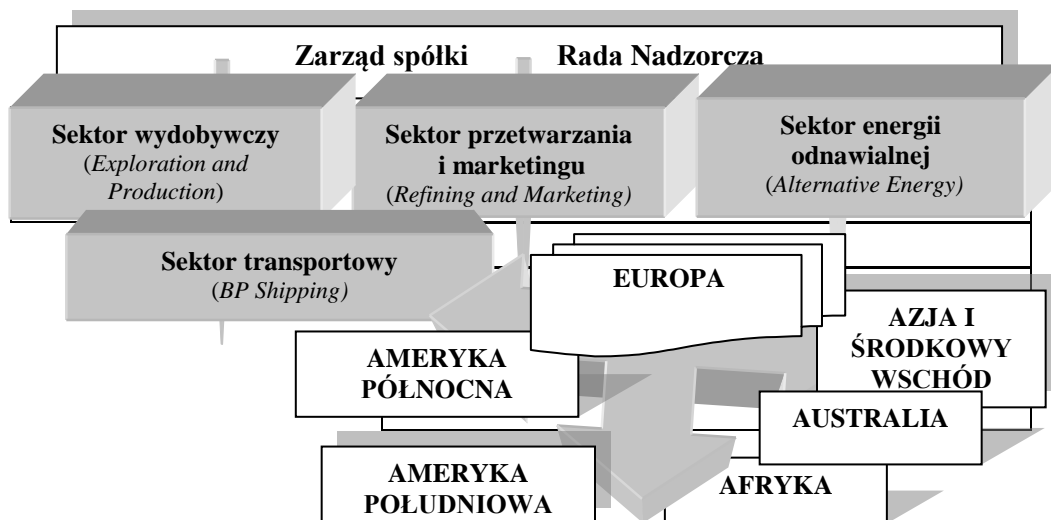 Zarząd spółki Rada Nadzorcza
Sektor wydobywczy
(Exploration and
Production)
Sektor przetwarzania
i marketingu
(Refining and Marketing)
Sektor energii
odnawialnej
(Alternative Energy)
Sektor transportowy
(BP Shipping)
EUROPA
AZJA I
ŚRODKOWY
WSCHÓD
AMERYKA
PÓŁNOCNA
AUSTRALIA
AMERYKA
POŁUDNIOWA
AFRYKA